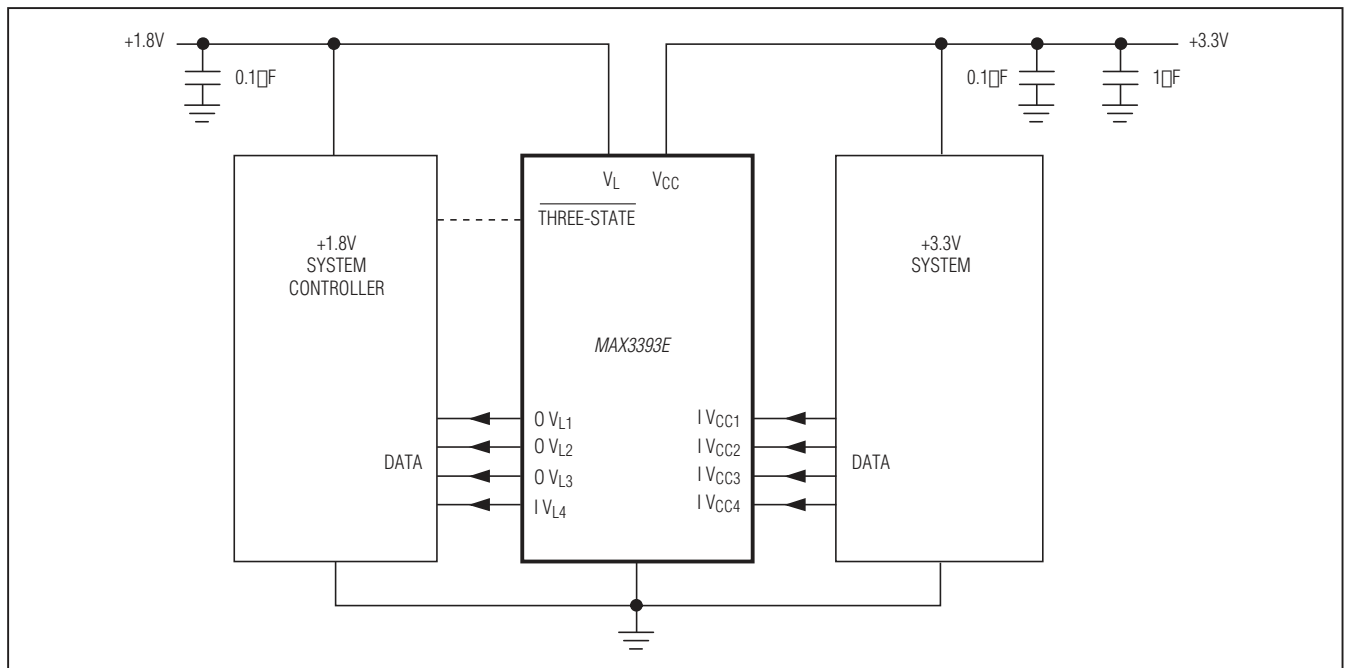 +1.8V
+3.3V
0.1▯F
0.1▯F
1▯F
VL
VCC
THREE-STATE
+1.8V
SYSTEM
CONTROLLER
+3.3V
SYSTEM
MAX3393E
O VL1
O VL2
O VL3
I VL4
DATA
I VCC1
I VCC2
I VCC3
I VCC4
DATA